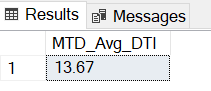 Results Messages
MTD_Avg_DTI
1 13.67